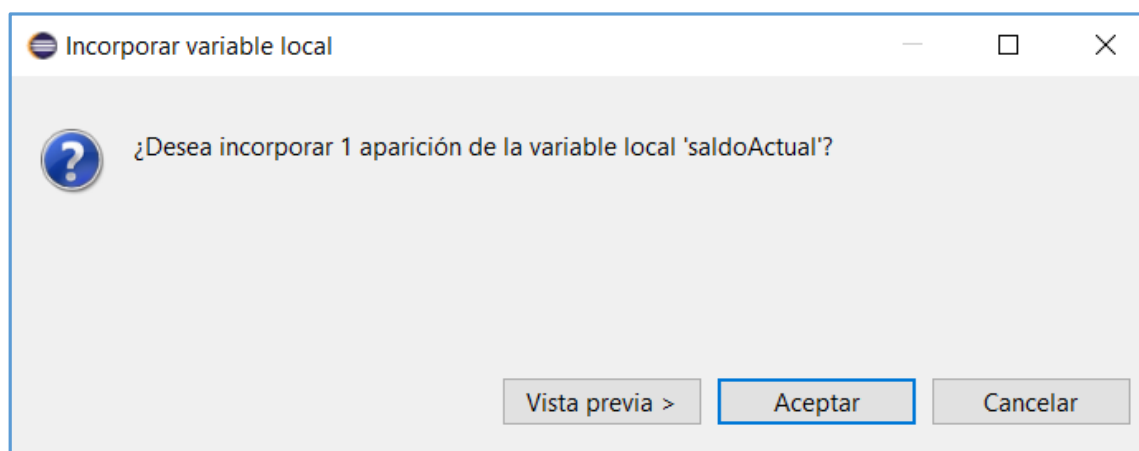 Incorporar variable local
¿Desea incorporar 1 aparición de la variable local 'saldoActual'?
Vista previa > Aceptar Cancelar